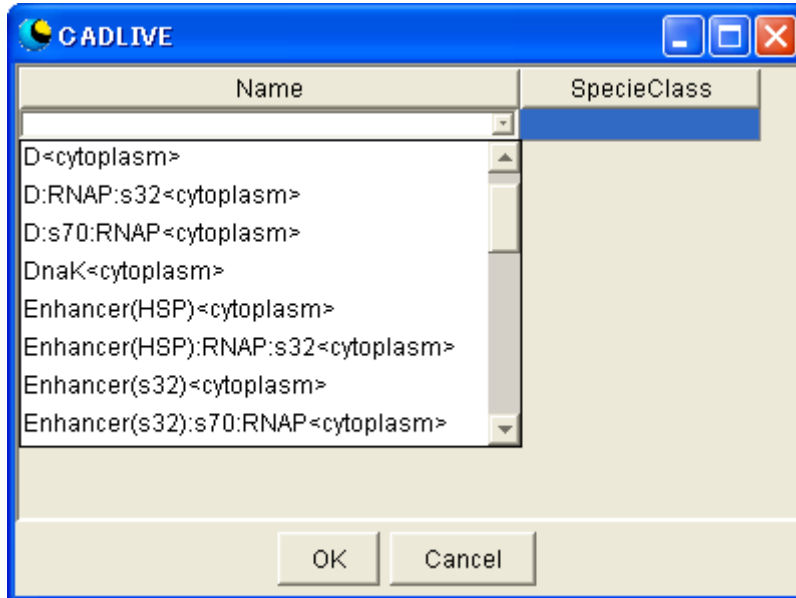 CADLIVE
Name SpecieClass
D<cytoplasm>
D:RNAP:s32<cytoplasm>
D:s70:RNAP<cytoplasm>
DnaK<cytoplasm>
Enhancer(HSP)<cytoplasm>
Enhancer(HSP):RNAP:s32<cytoplasm>
Enhancer(s32)<cytoplasm>
Enhancer(s32):s70:RNAP<cytoplasm>
OK Cancel